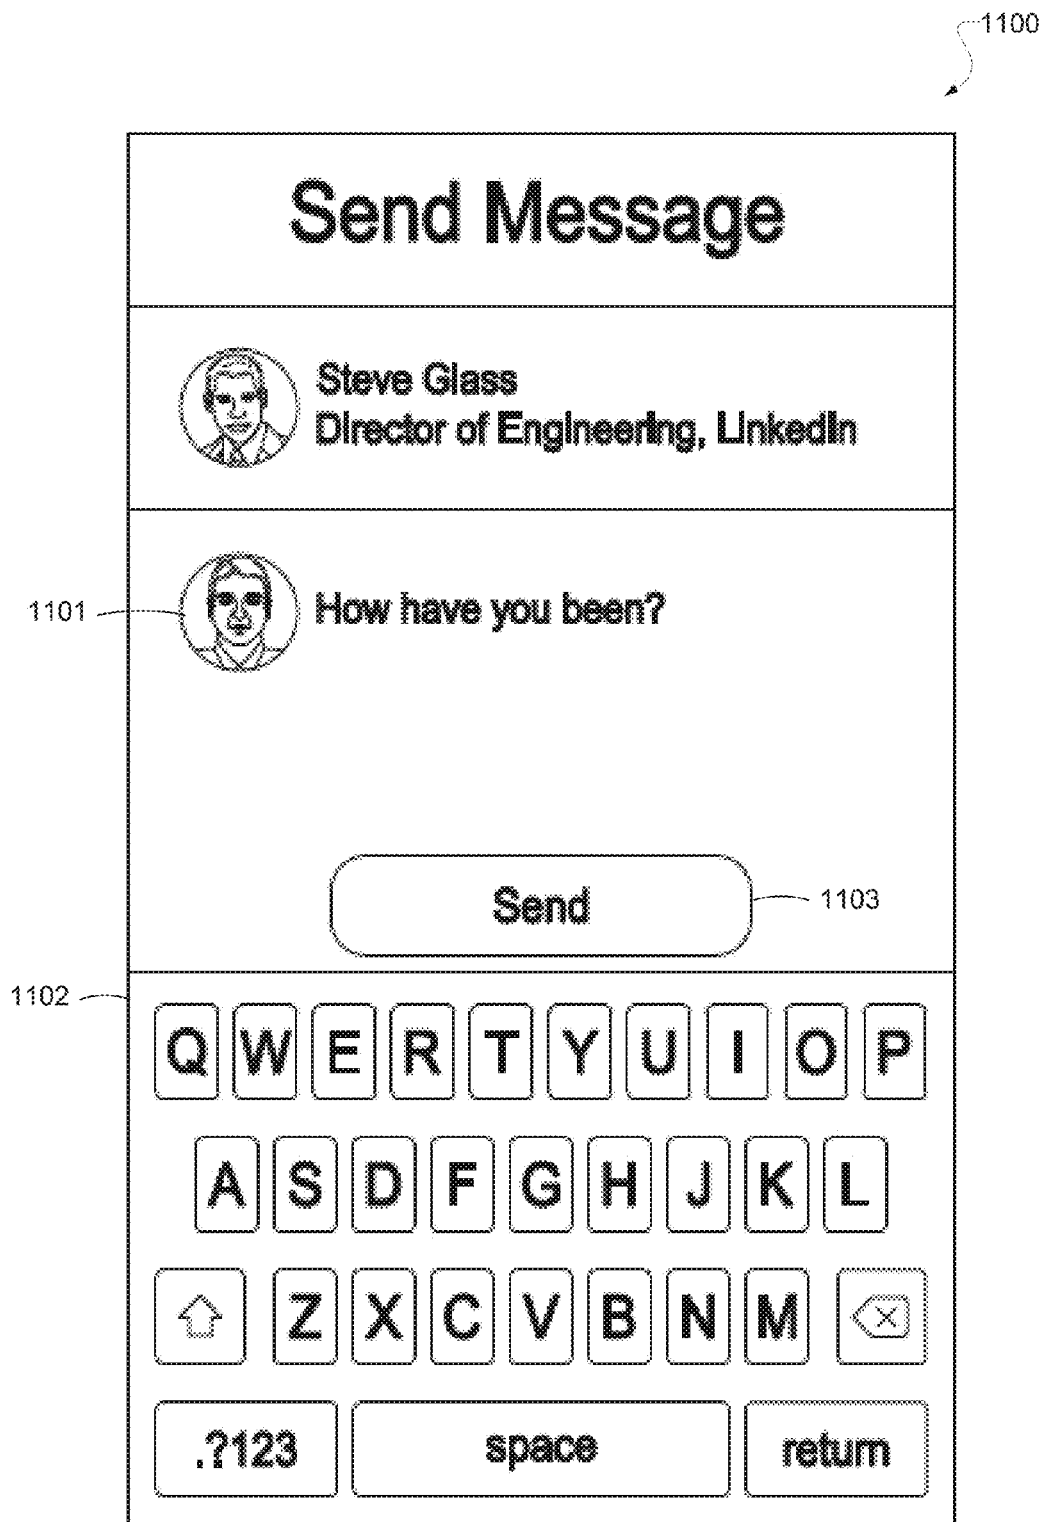 1100
Send Message
Steve Glass
Director of Engineering, LinkedIn
1101
How have you been?
Send
1103
1102
Q W E R T Y U I O P
A S D F G H J K L
Z X C V B N M
.?123 space return